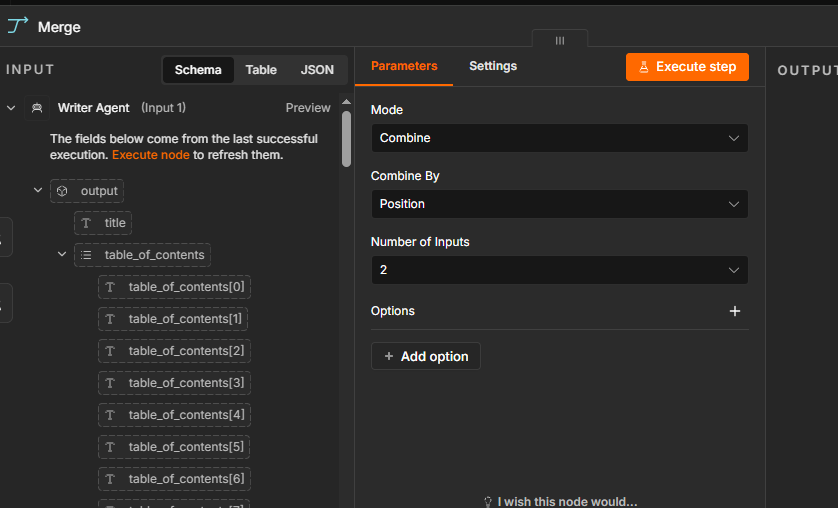 Merge
INPUT
Schema
Table
JSON
Parameters
Settings
Execute step
OUTPUT
Writer Agent
(Input 1)
Preview
The fields below come from the last successful
execution. Execute node to refresh them.
output
title
table_of_contents
table_of_contents[0]
table_of_contents[1]
table_of_contents[2]
table_of_contents[3]
table_of_contents[4]
table_of_contents[5]
table_of_contents[6]
Mode
Combine
Combine By
Position
Number of Inputs
2
Options
Add option
I wish this node would...